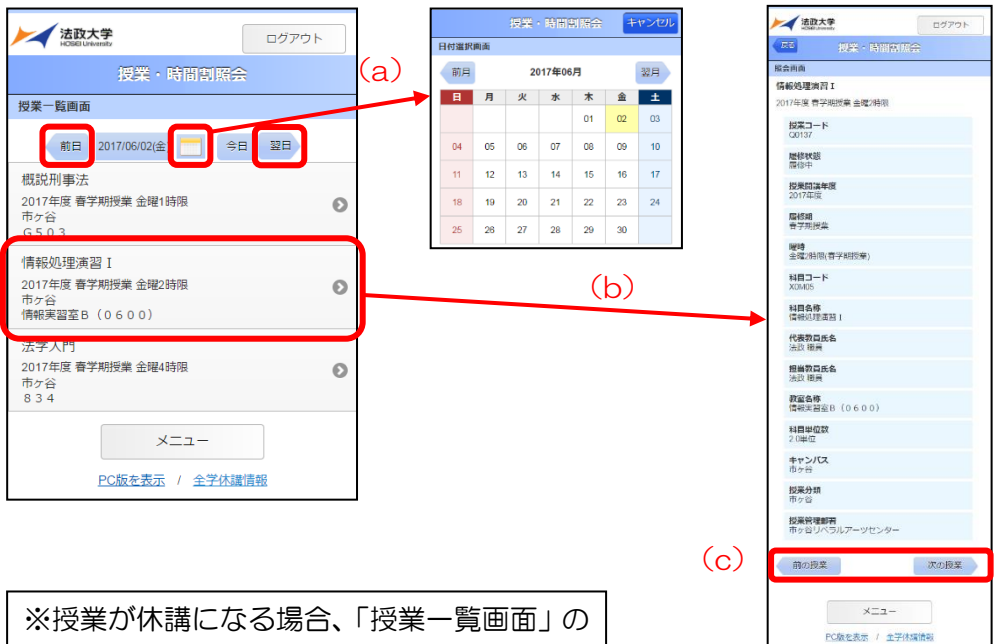 法政大学
HOSEI University
ログアウト
授業・時間割照会
授業一覧画面
前日
2017/06/02(金
今日
翌日
概説刑事法
2017年度 春学期授業 金曜1時限
市ヶ谷
G503
情報処理演習Ⅰ
2017年度 春学期授業 金曜2時限
市ヶ谷
情報実習室B（0600）
法学入門
2017年度 春学期授業 金曜4時限
市ヶ谷
834
メニュー
PC版を表示 / 全学休講情報
(a)
授業・時間割照会
キャンセル
日付選択画面
前月
2017年06月
翌月
日 月 火 水 木 金 土
01 02 03
04 05 06 07 08 09 10
11 12 13 14 15 16 17
18 19 20 21 22 23 24
25 26 27 28 29 30
(b)
法政大学
HOSEI University
ログアウト
戻る
授業・時間割照会
照会画面
情報処理演習Ⅰ
2017年度 春学期授業 金曜2時限
授業コード
Q0137
履修状態
履修中
授業開講年度
2017年度
履修期
春学期授業
曜時
金曜2時限(春学期授業)
科目コード
X0M05
科目名称
情報処理演習Ⅰ
代表教員氏名
法政 職員
担当教員氏名
法政 職員
教室名称
情報実習室B（0600）
科目単位数
2.0単位
キャンパス
市ヶ谷
授業分類
市ヶ谷
授業管理部署
市ヶ谷リベラルアーツセンター
(c)
前の授業
次の授業
メニュー
PC版を表示 / 全学休講情報
※授業が休講になる場合、「授業一覧画面」の